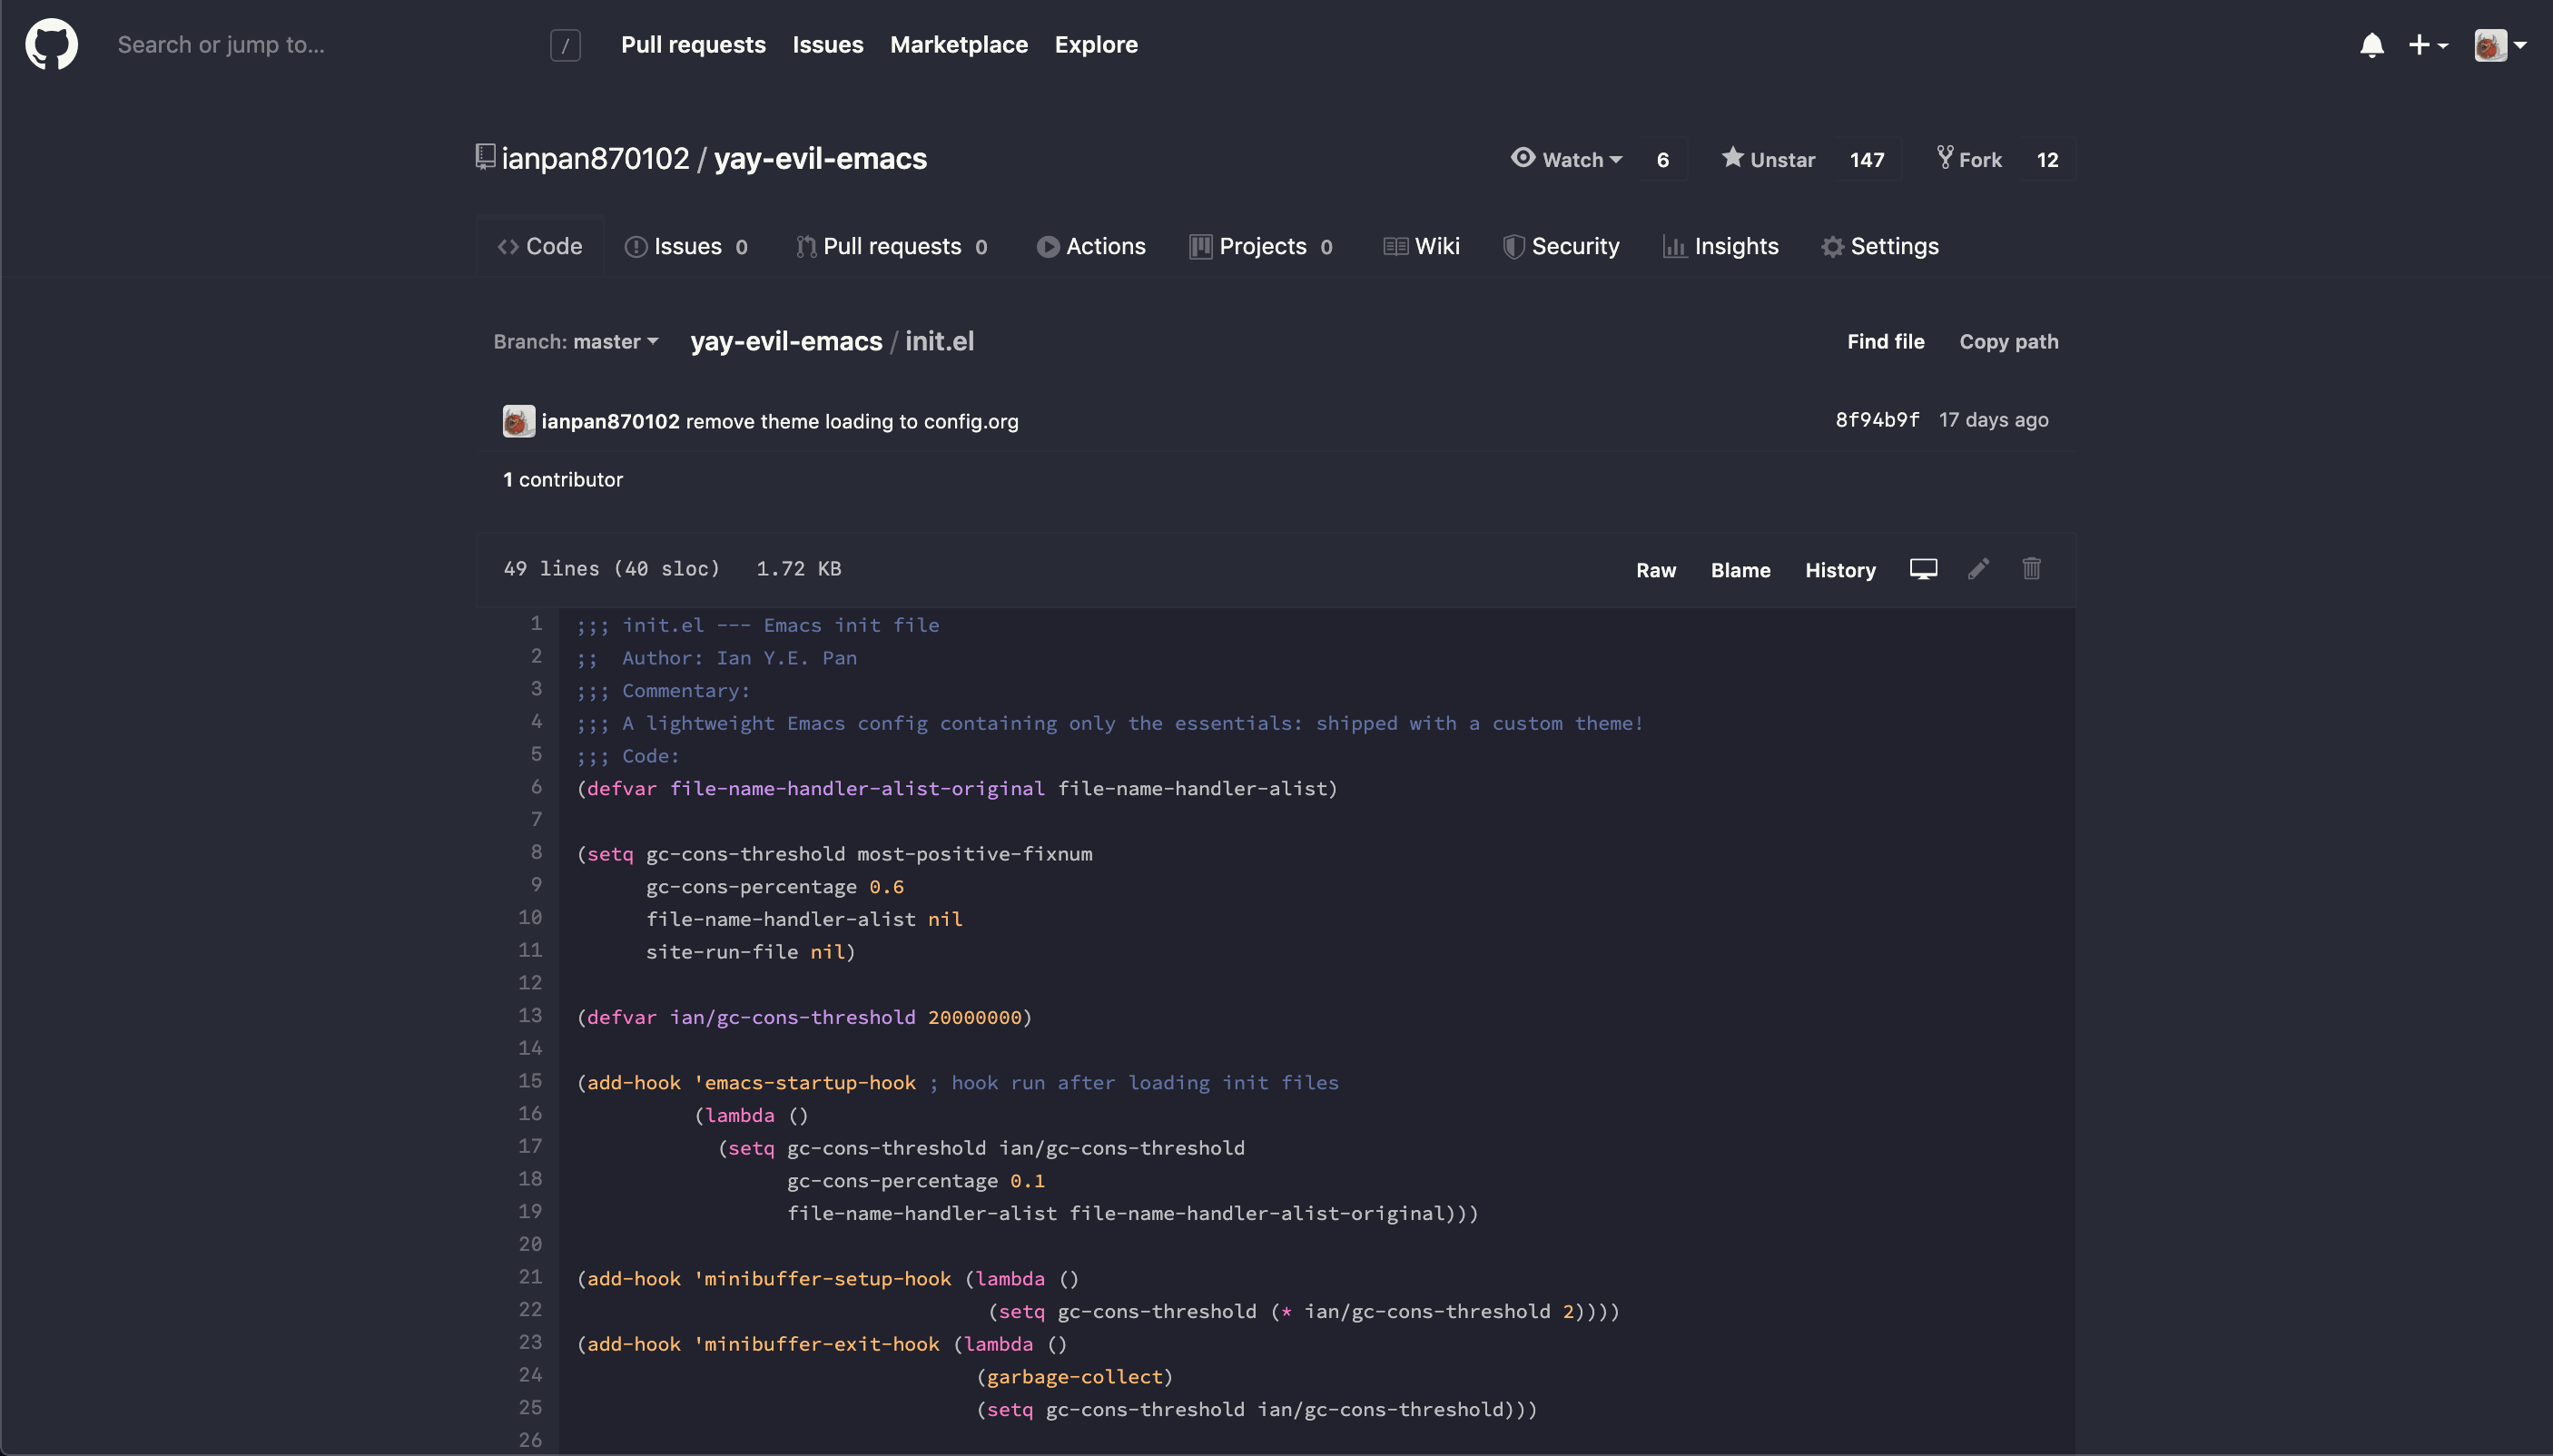 Search or jump to... / Pull requests Issues Marketplace Explore
ianpan870102 / yay-evil-emacs Watch 6 Unstar 147 Fork 12
Code Issues 0 Pull requests 0 Actions Projects 0 Wiki Security Insights Settings
Branch: master yay-evil-emacs / init.el Find file Copy path
ianpan870102 remove theme loading to config.org 8f94b9f 17 days ago
1 contributor
49 lines (40 sloc) 1.72 KB Raw Blame History
1 ;;; init.el --- Emacs init file
2 ;;  Author: Ian Y.E. Pan
3 ;;; Commentary:
4 ;;; A lightweight Emacs config containing only the essentials: shipped with a custom theme!
5 ;;; Code:
6 (defvar file-name-handler-alist-original file-name-handler-alist)
7
8 (setq gc-cons-threshold most-positive-fixnum
9       gc-cons-percentage 0.6
10       file-name-handler-alist nil
11       site-run-file nil)
12
13 (defvar ian/gc-cons-threshold 20000000)
14
15 (add-hook 'emacs-startup-hook ; hook run after loading init files
16           (lambda ()
17             (setq gc-cons-threshold ian/gc-cons-threshold
18                   gc-cons-percentage 0.1
19                   file-name-handler-alist file-name-handler-alist-original)))
20
21 (add-hook 'minibuffer-setup-hook (lambda ()
22                                    (setq gc-cons-threshold (* ian/gc-cons-threshold 2))))
23 (add-hook 'minibuffer-exit-hook (lambda ()
24                                   (garbage-collect)
25                                   (setq gc-cons-threshold ian/gc-cons-threshold)))
26